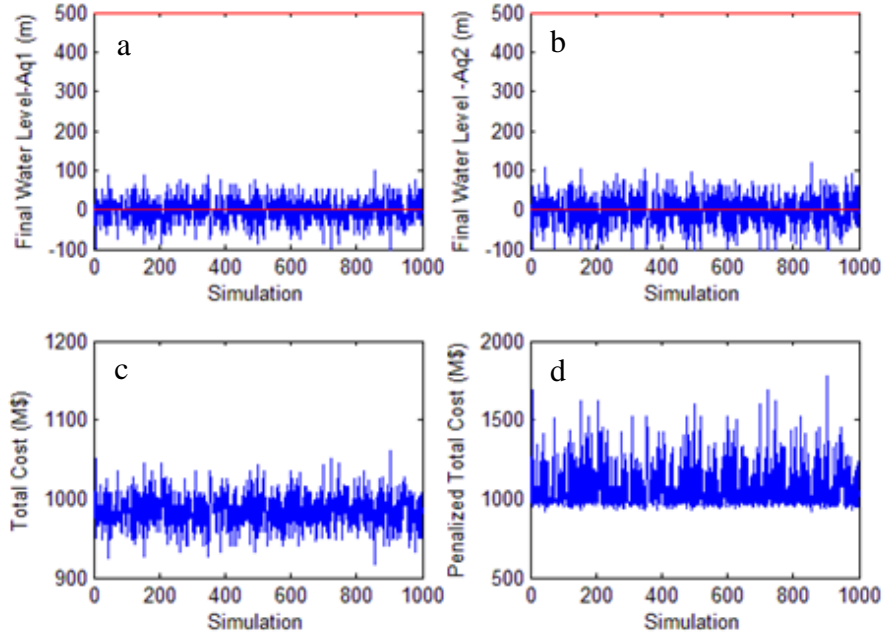 a
Final Water Level-Aq1 (m)
500
400
300
200
100
0
-100
0 200 400 600 800 1000
Simulation
b
Final Water Level -Aq2 (m)
500
400
300
200
100
0
-100
0 200 400 600 800 1000
Simulation
c
Total Cost (M$)
1200
1100
1000
900
0 200 400 600 800 1000
Simulation
d
Penalized Total Cost (M$)
2000
1500
1000
500
0 200 400 600 800 1000
Simulation